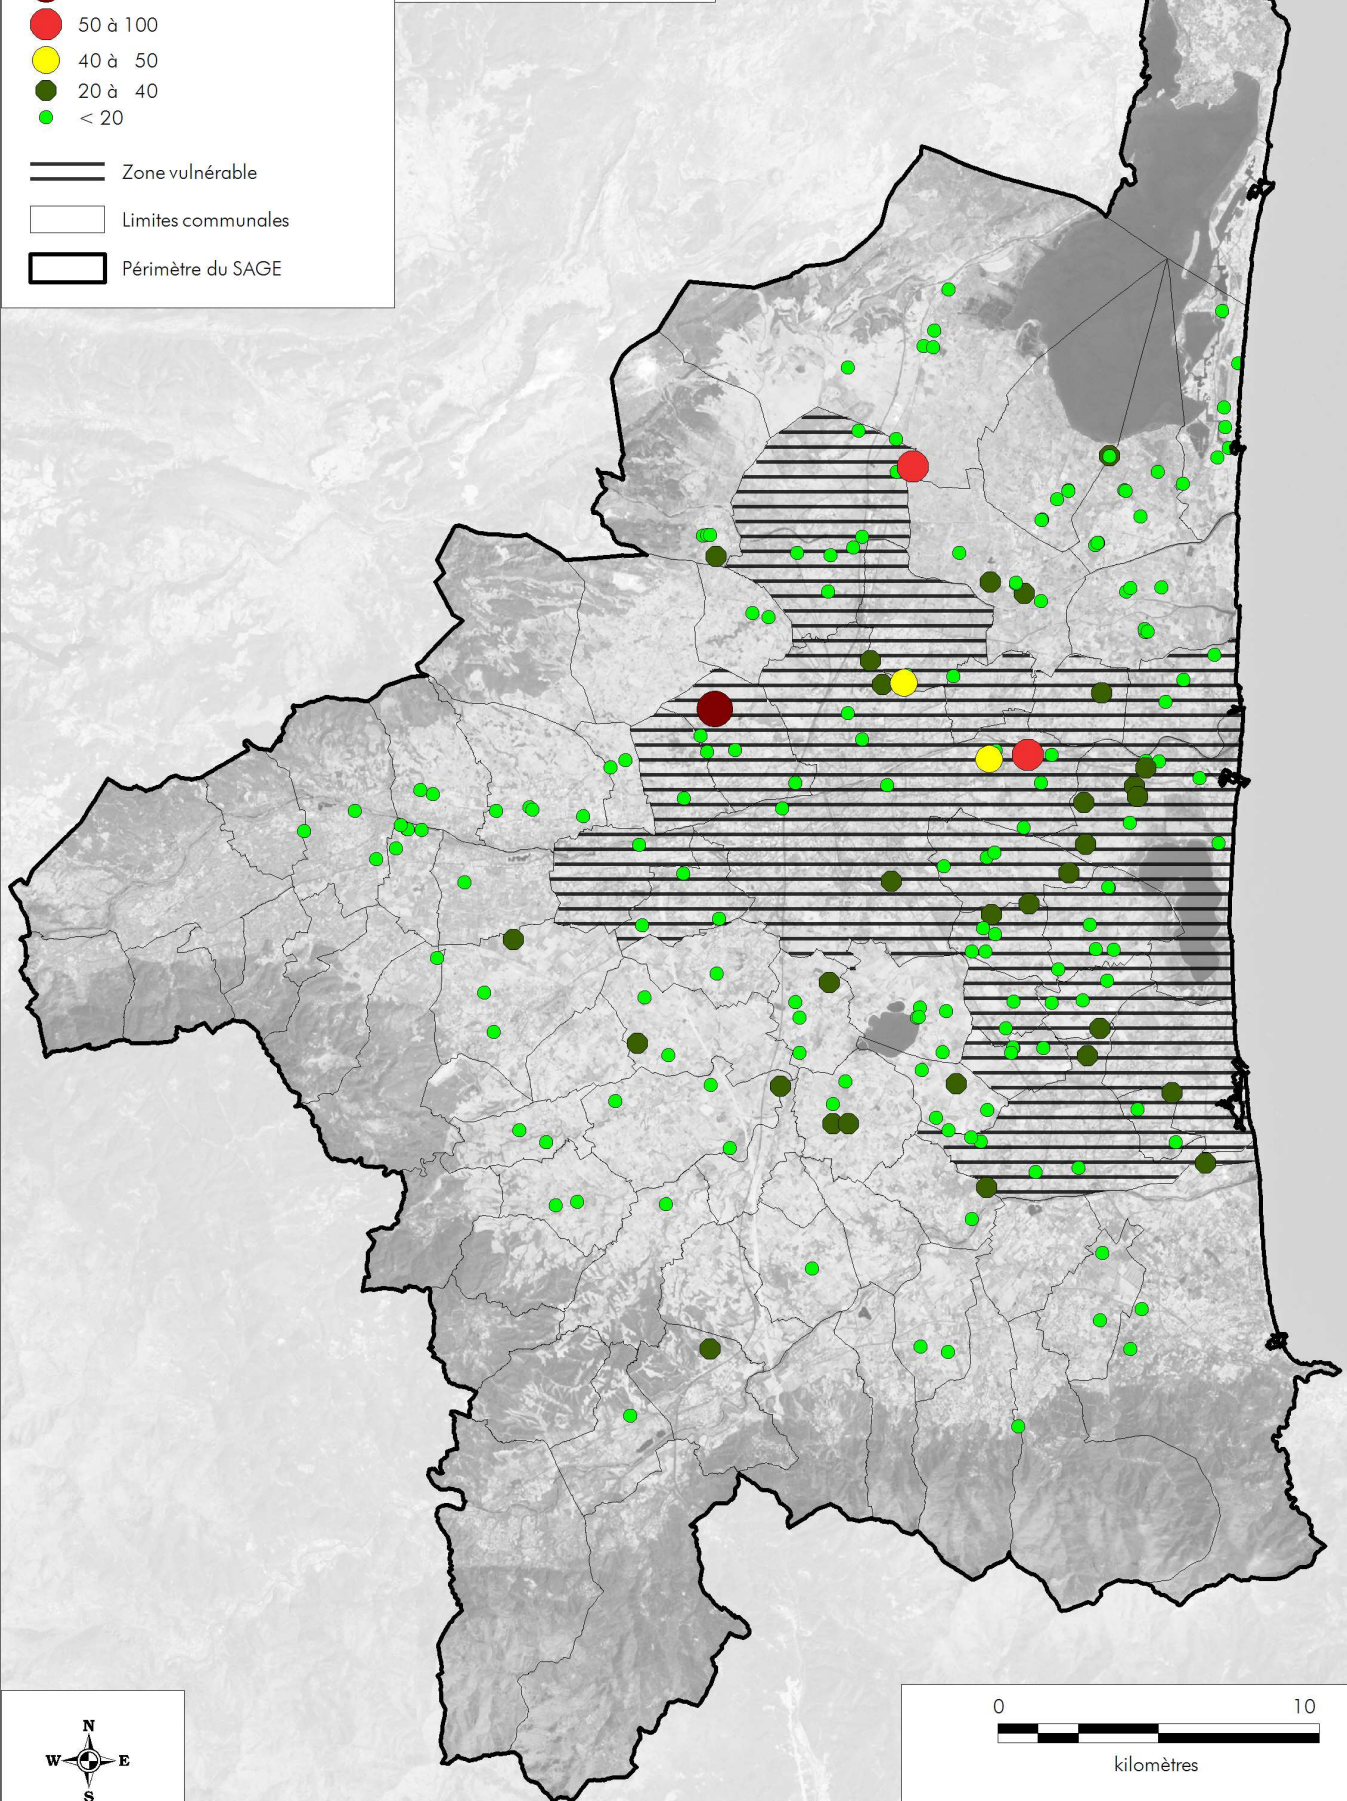 50 à 100
40 à 50
20 à 40
< 20
Zone vulnérable
Limites communales
Périmètre du SAGE
N
W E
S
0 10
kilomètres